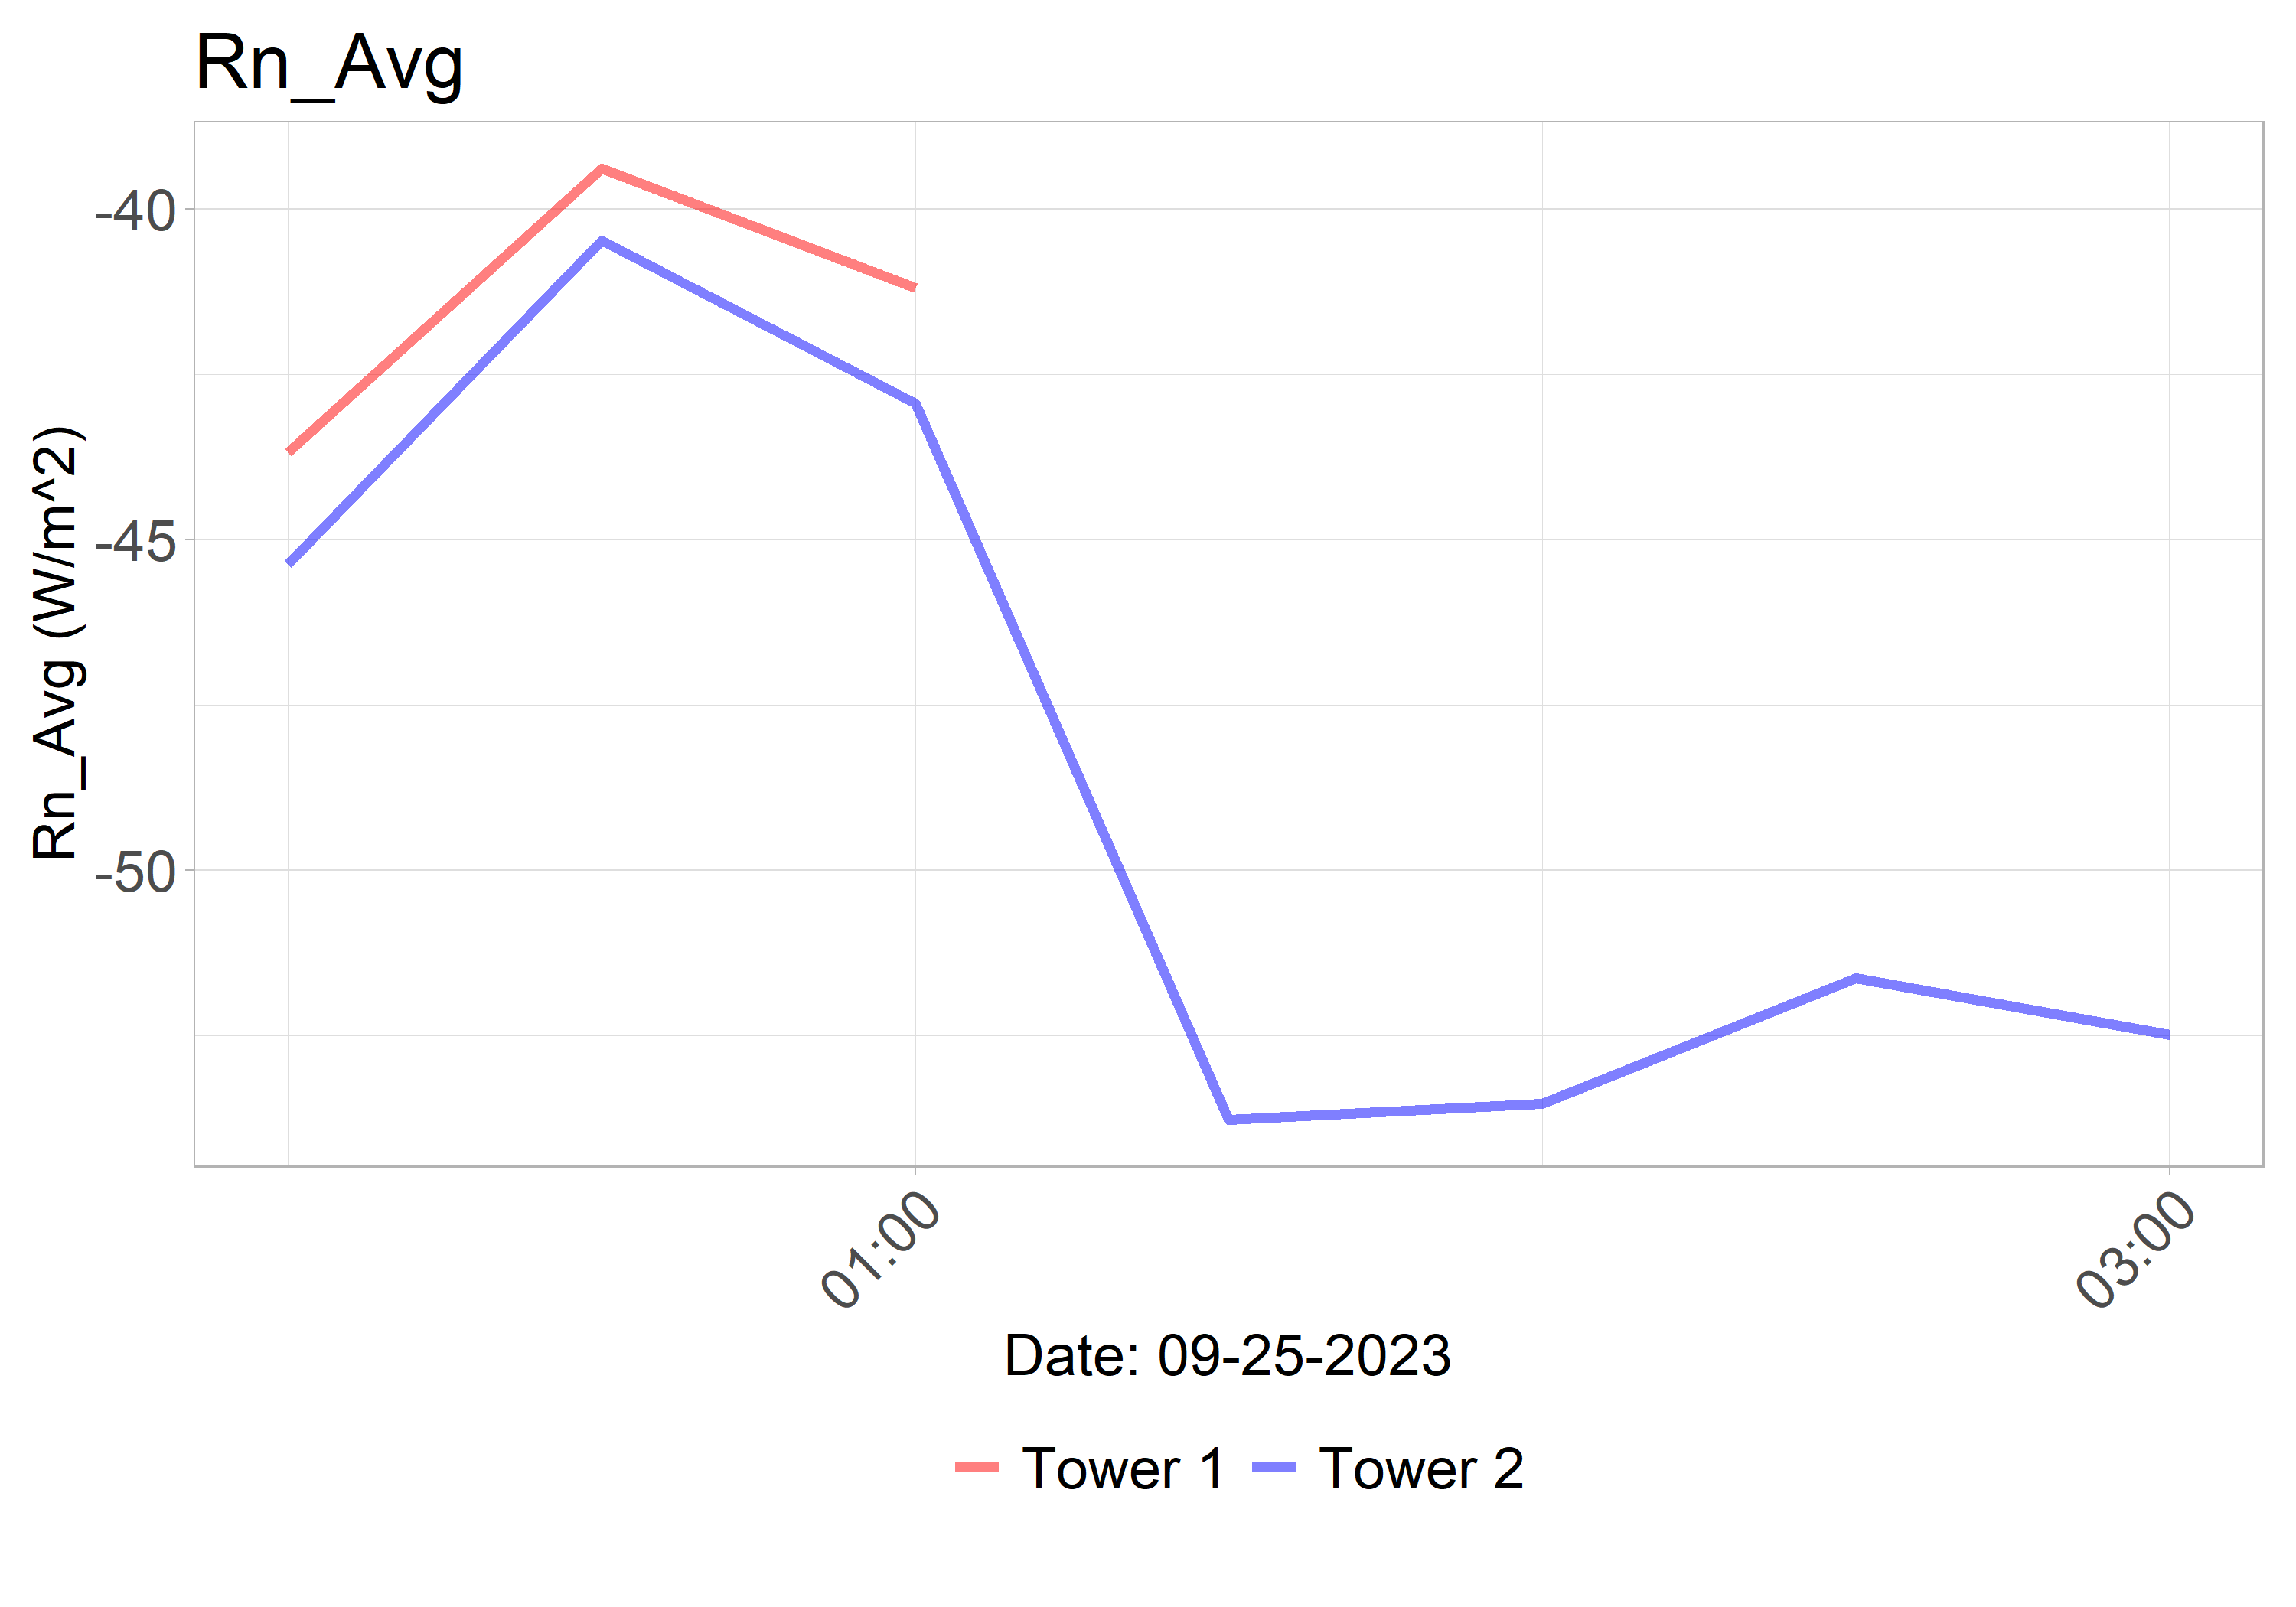 Rn_Avg
Rn_Avg (W/m^2)
-40
-45
-50
01:00
03:00
Date: 09-25-2023
Tower 1
Tower 2